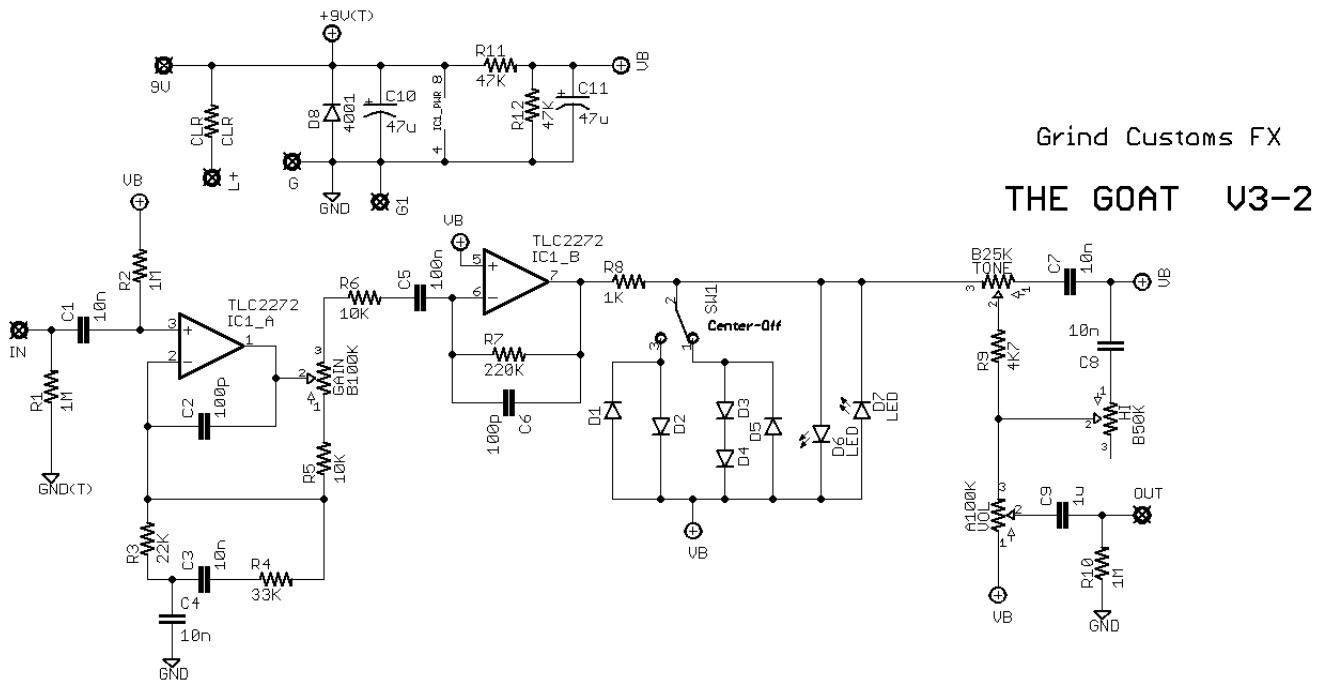 +9V(T)
9V
CLR
CLR
L+
D8
4001
C10
47u
IC1_PWR
8
4
R11
47K
R12
47K
C11
47u
VB
G
GND
G1
Grind Customs FX
THE GOAT V3-2
IN
R1
1M
GND(T)
C1
10n
VB
R2
1M
TLC2272
IC1_A
3
+
2
-
1
C2
100p
R3
22K
C3
10n
R4
33K
C4
10n
GND
3
2
1
GAIN
B100K
R5
10K
R6
10K
C5
100n
VB
TLC2272
IC1_B
5
+
6
-
7
R7
220K
100p
C6
R8
1K
SW1
2
3
1
Center-Off
D1
D2
D3
D4
D5
D6
LED
D7
LED
VB
B25K
TONE
3
2
1
C7
10n
VB
R9
4K7
10n
C8
1
2
3
HI
B50K
A100K
VOL
3
2
1
C9
1u
OUT
R10
1M
GND
VB